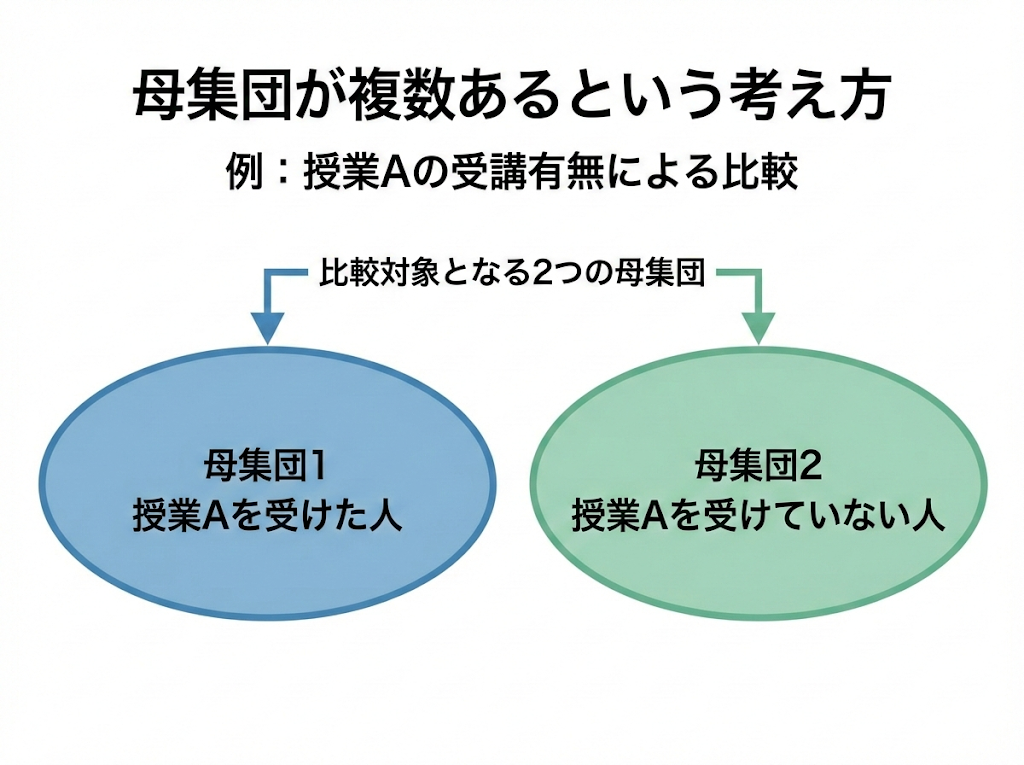 母集団が複数あるという考え方
例：授業Aの受講有無による比較
比較対象となる2つの母集団
母集団1
授業Aを受けた人
母集団2
授業Aを受けていない人